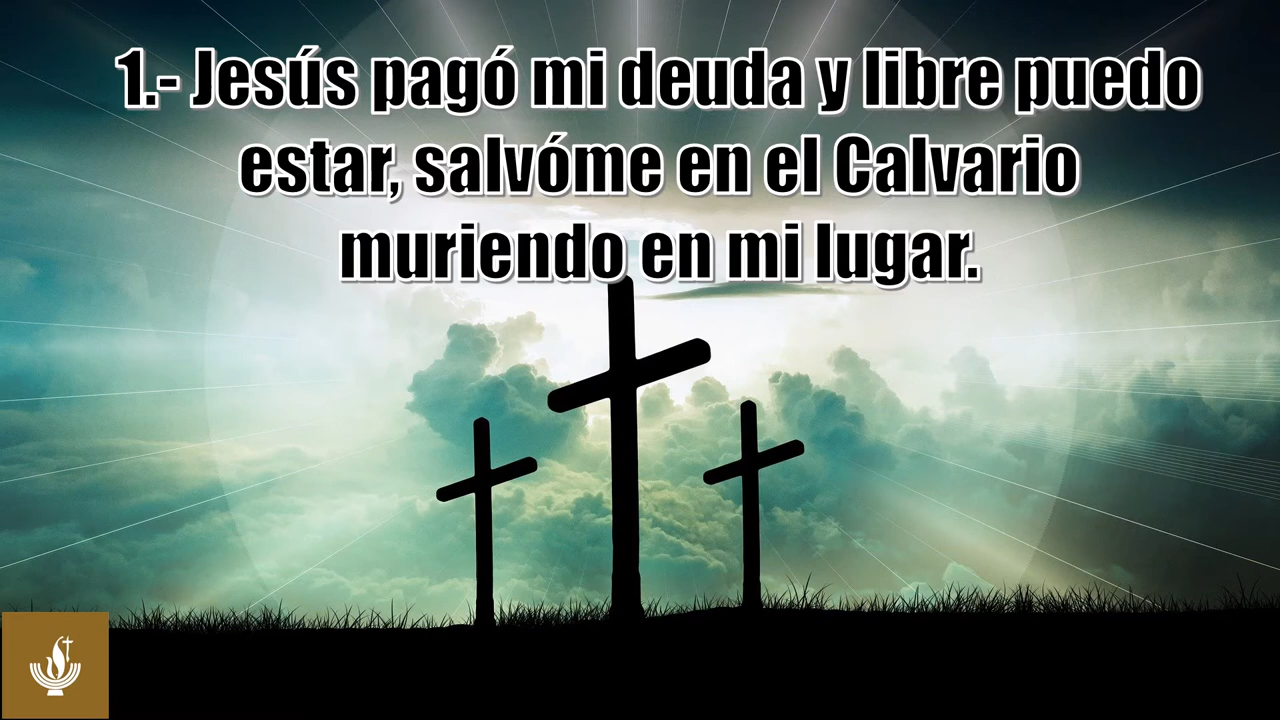 1.- Jesús pagó mi deuda y libre puedo
estar, salvóme en el Calvario
muriendo en mi lugar.